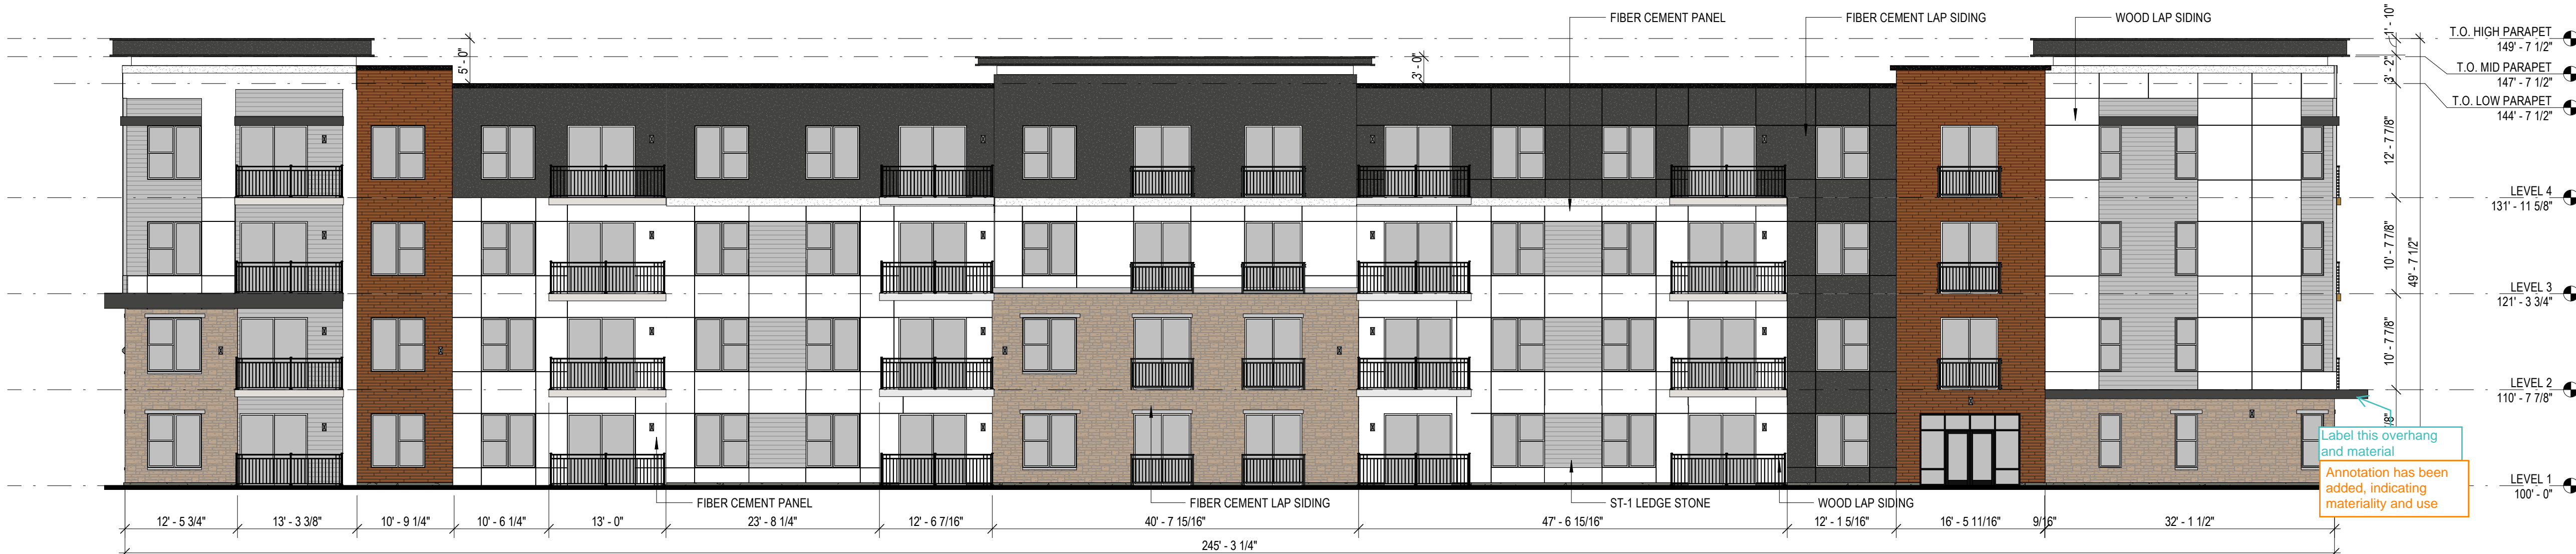 FIBER CEMENT PANEL
FIBER CEMENT LAP SIDING
WOOD LAP SIDING
5' - 0"
3' - 0"
1' - 10"
3' - 2"
12' - 7 7/8"
10' - 7 7/8"
10' - 7 7/8"
49' - 7 1/2"
T.O. HIGH PARAPET
149' - 7 1/2"
T.O. MID PARAPET
147' - 7 1/2"
T.O. LOW PARAPET
144' - 7 1/2"
LEVEL 4
131' - 11 5/8"
LEVEL 3
121' - 3 3/4"
LEVEL 2
110' - 7 7/8"
LEVEL 1
100' - 0"
Label this overhang
and material
Annotation has been
added, indicating
materiality and use
FIBER CEMENT PANEL
FIBER CEMENT LAP SIDING
ST-1 LEDGE STONE
WOOD LAP SIDING
12' - 5 3/4"
13' - 3 3/8"
10' - 9 1/4"
10' - 6 1/4"
13' - 0"
23' - 8 1/4"
12' - 6 7/16"
40' - 7 15/16"
47' - 6 15/16"
12' - 1 5/16"
16' - 5 11/16"
9/16"
32' - 1 1/2"
245' - 3 1/4"